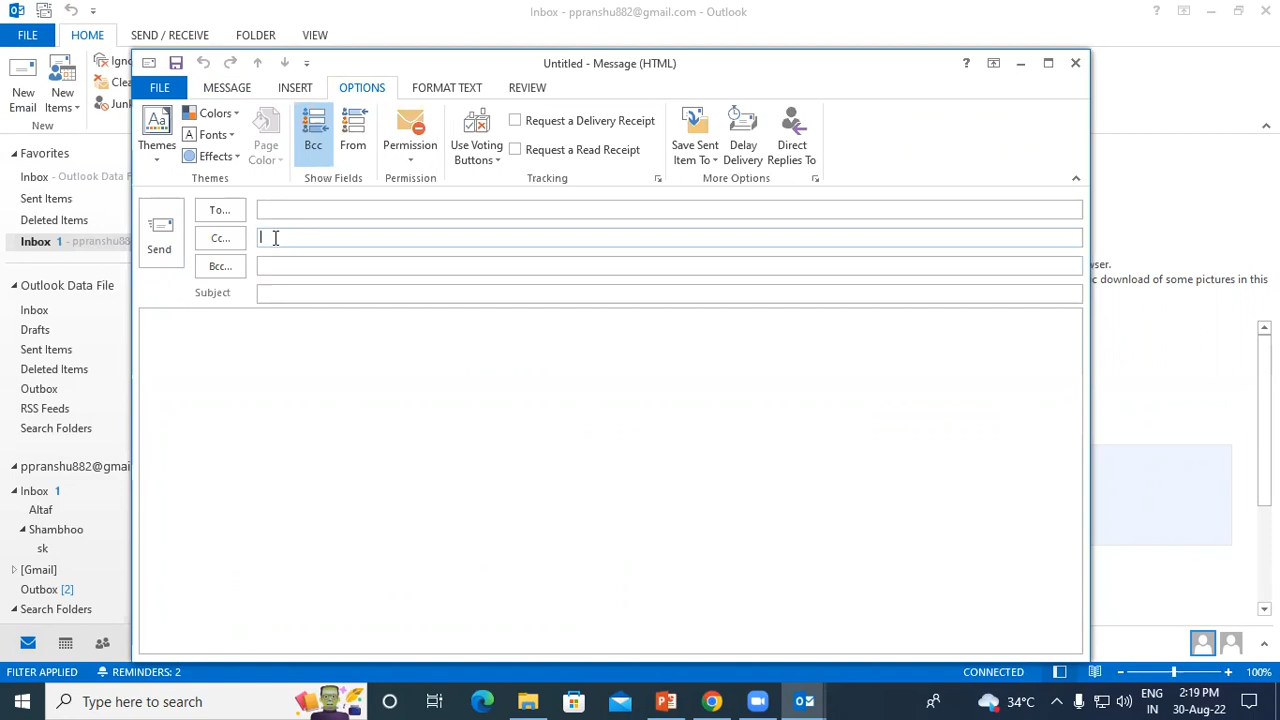 Inbox - ppranshu882@gmail.com - Outlook
FILE HOME SEND / RECEIVE FOLDER VIEW
New Email
New Items
Junk
New
Favorites
Inbox - Outlook Data F
Sent Items
Deleted Items
Inbox 1 - ppranshu88
Outlook Data File
Inbox
Drafts
Sent Items
Deleted Items
Outbox
RSS Feeds
Search Folders
ppranshu882@gmai
Inbox 1
Altaf
Shambhoo
sk
[Gmail]
Outbox [2]
Search Folders
Untitled - Message (HTML)
FILE MESSAGE INSERT OPTIONS FORMAT TEXT REVIEW
Themes
Colors
Fonts
Effects
Page Color
Themes
Bcc
From
Show Fields
Permission
Permission
Use Voting Buttons
Request a Delivery Receipt
Request a Read Receipt
Tracking
Save Sent Item To
Delay Delivery
Direct Replies To
More Options
Send
To...
Cc...
Bcc...
Subject
wser.
ic download of some pictures in this
FILTER APPLIED REMINDERS: 2 CONNECTED 100%
Type here to search
34°C
ENG
IN
2:19 PM
30-Aug-22